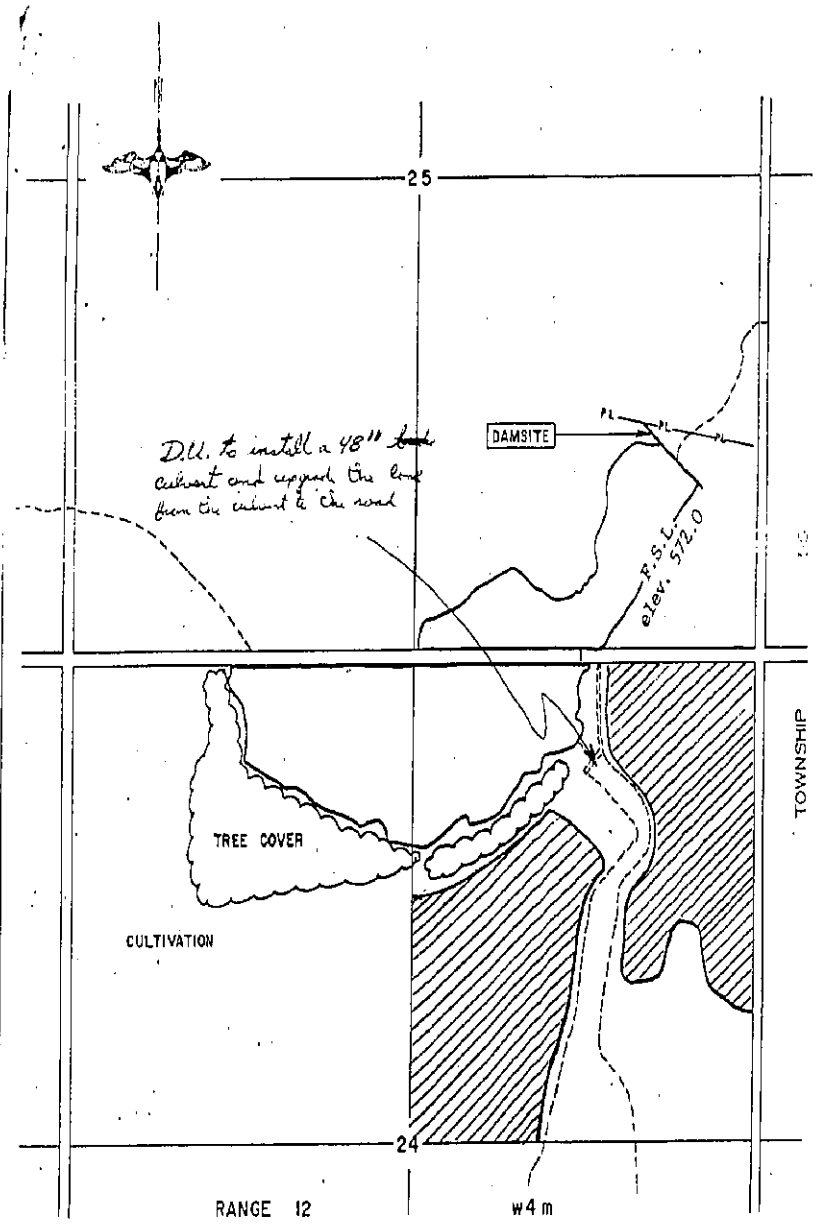 25
PL
PL
PL
DAMSITE
D.U. to install a 48"
culvert and upgrade the lane
from the culvert to the road
F.S.L.
elev. 572.0
TOWNSHIP
TREE COVER
CULTIVATION
24
RANGE 12 W4m